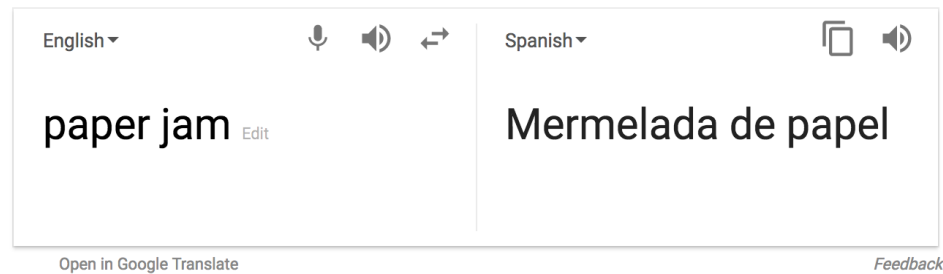 English Spanish
paper jam Edit Mermelada de papel
Open in Google Translate Feedback